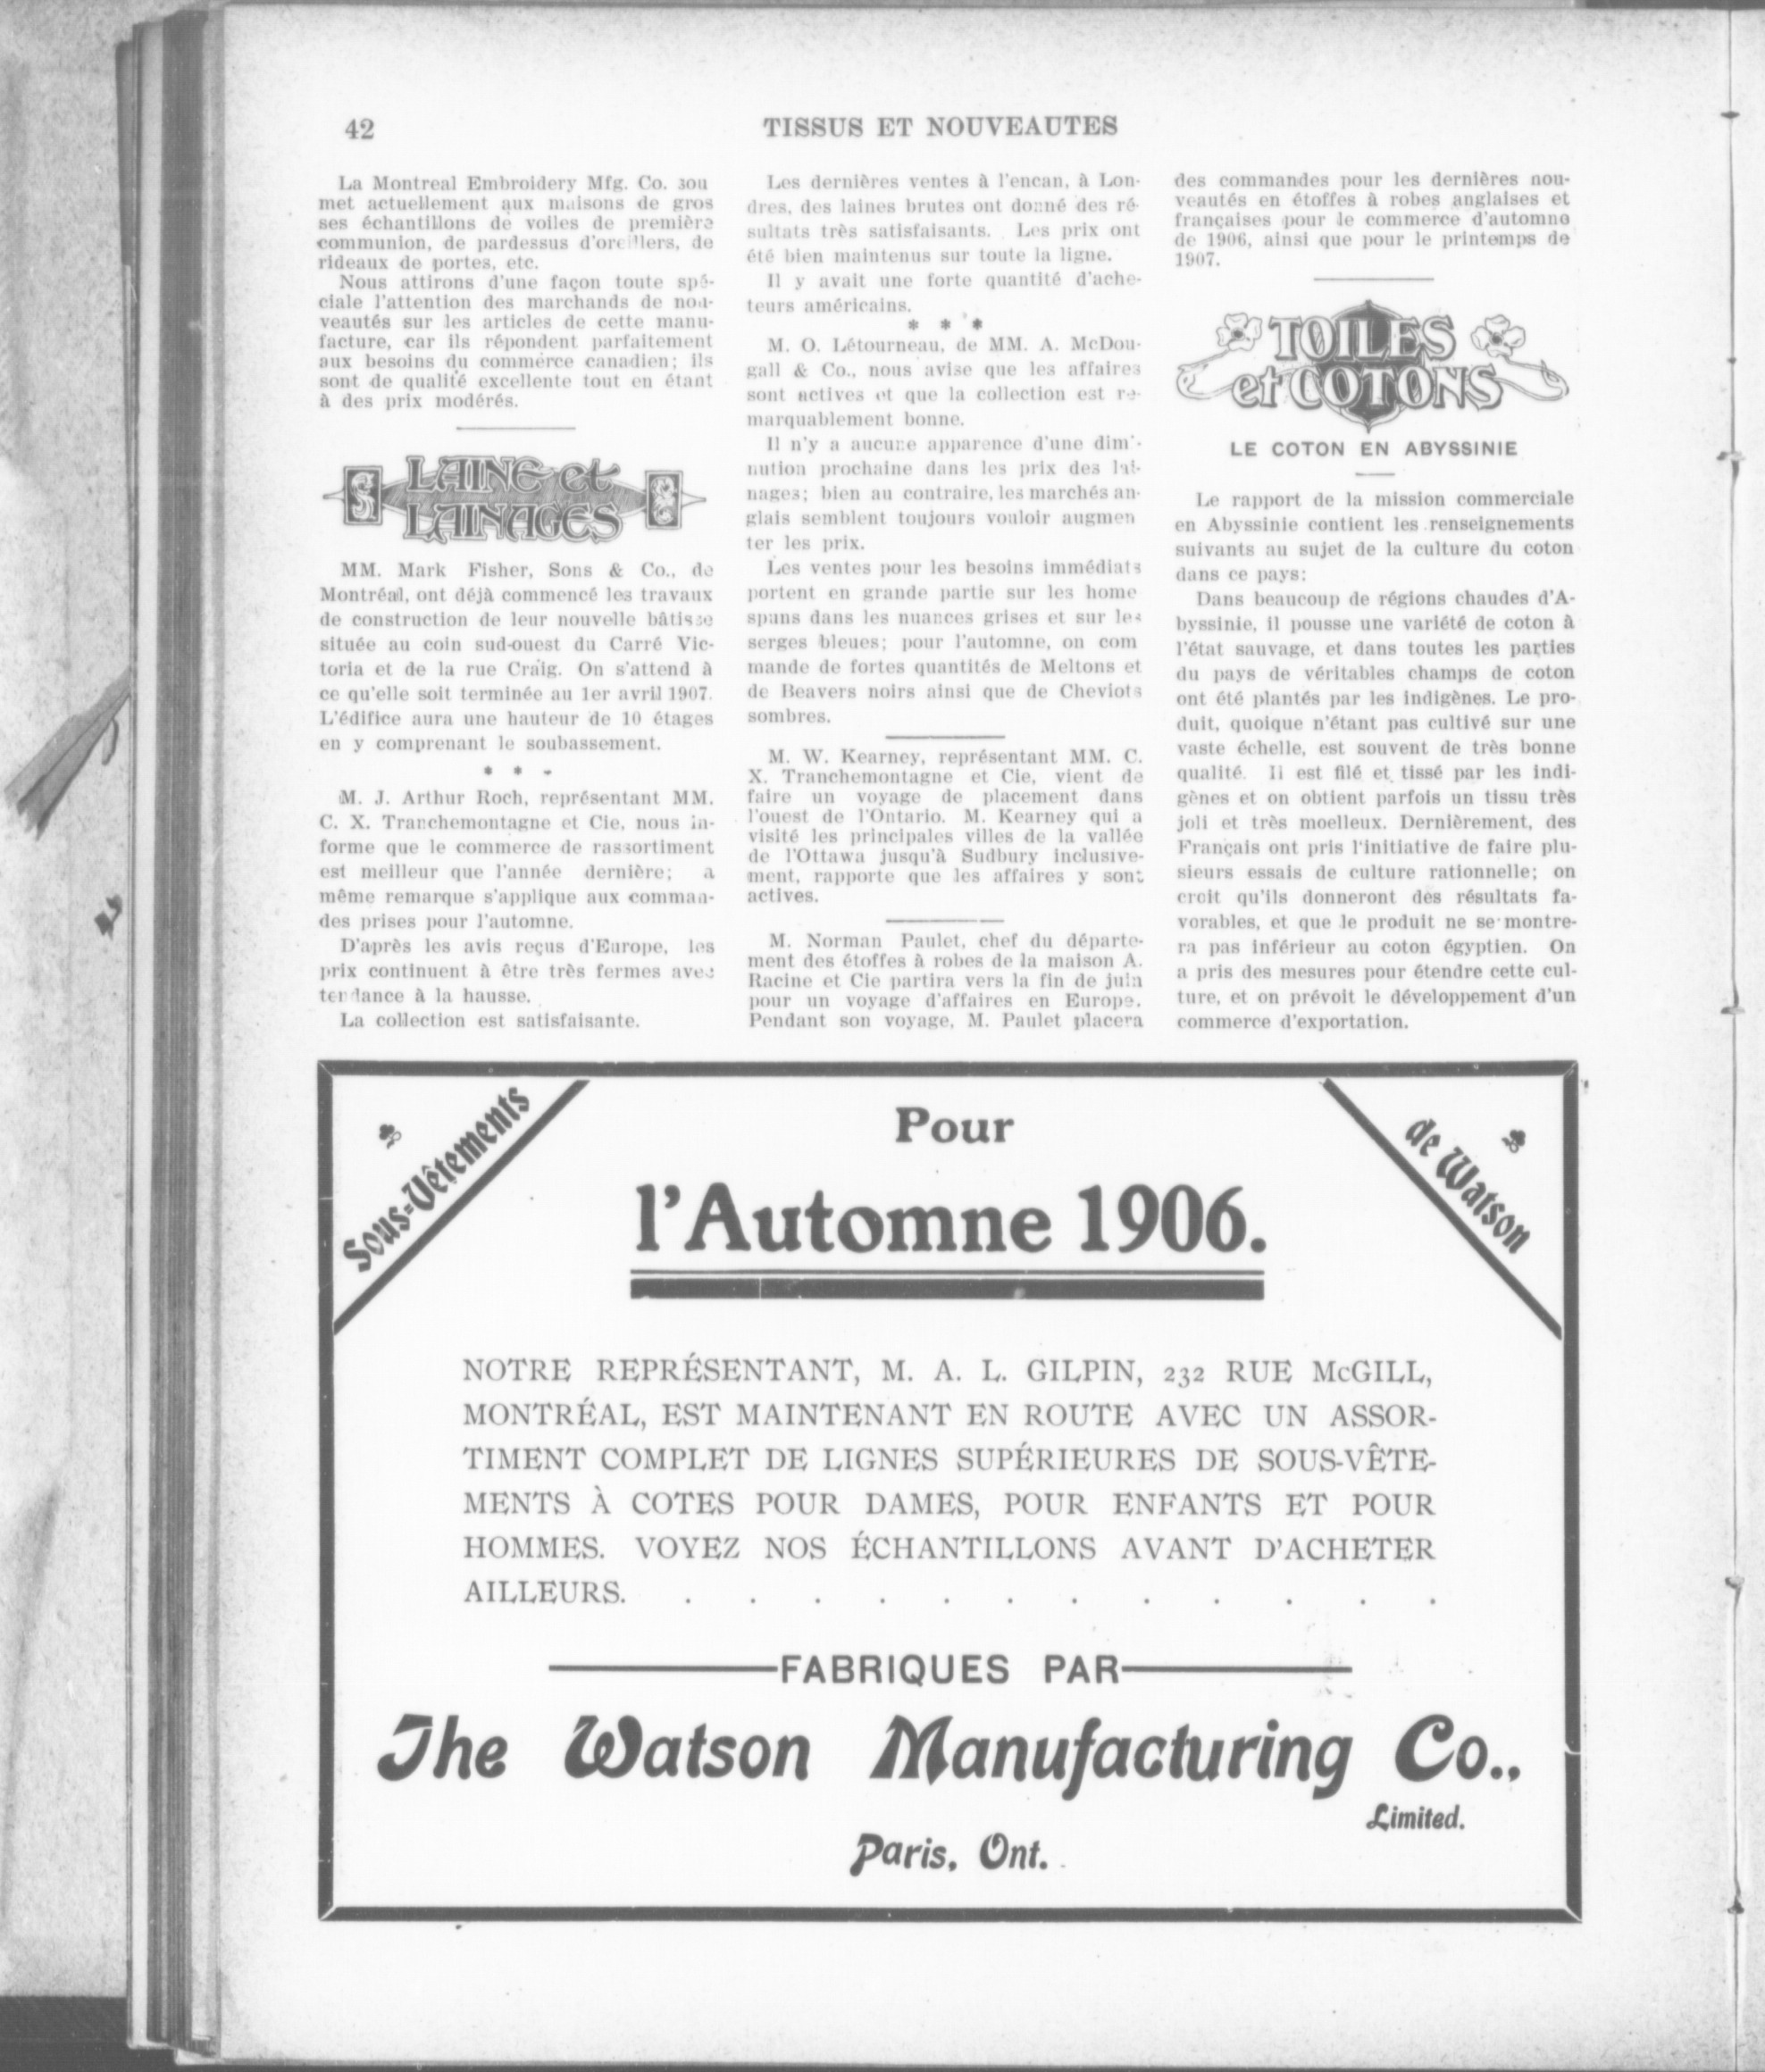 42
TISSUS ET NOUVEAUTES
La Montreal Embroidery Mfg. Co. sou
met actuellement aux maisons de gros
ses échantillons de voiles de première
communion, de pardessus d'oreillers, de
rideaux de portes, etc.
Nous attirons d'une façon toute spé-
ciale l'attention des marchands de nou-
veautés sur les articles de cette manu-
facture, car ils répondent parfaitement
aux besoins du commerce canadien; ils
sont de qualité excellente tout en étant
à des prix modérés.
LAINE et
LAINAGES
MM. Mark Fisher, Sons & Co., de
Montréal, ont déjà commencé les travaux
de construction de leur nouvelle bâtisse
située au coin sud-ouest du Carré Vic-
toria et de la rue Craig. On s'attend à
ce qu'elle soit terminée au 1er avril 1907.
L'édifice aura une hauteur de 10 étages
en y comprenant le soubassement.
* * *
M. J. Arthur Roch, représentant MM.
C. X. Tranchemontagne et Cie, nous in-
forme que le commerce de rassortiment
est meilleur que l'année dernière; a
même remarque s'applique aux comman-
des prises pour l'automne.
D'après les avis reçus d'Europe, les
prix continuent à être très fermes avec
tendance à la hausse.
La collection est satisfaisante.
Les dernières ventes à l'encan, à Lon-
dres, des laines brutes ont donné des ré-
sultats très satisfaisants. Les prix ont
été bien maintenus sur toute la ligne.
Il y avait une forte quantité d'ache-
teurs américains.
* * *
M. O. Létourneau, de MM. A. McDou-
gall & Co., nous avise que les affaires
sont actives et que la collection est re-
marquablement bonne.
Il n'y a aucune apparence d'une dimi-
nution prochaine dans les prix des lai-
nages; bien au contraire, les marchés an-
glais semblent toujours vouloir augmen
ter les prix.
Les ventes pour les besoins immédiats
portent en grande partie sur les home
spuns dans les nuances grises et sur les
serges bleues; pour l'automne, on com
mande de fortes quantités de Meltons et
de Beavers noirs ainsi que de Cheviots
sombres.
M. W. Kearney, représentant MM. C.
X. Tranchemontagne et Cie, vient de
faire un voyage de placement dans
l'ouest de l'Ontario. M. Kearney qui a
visité les principales villes de la vallée
de l'Ottawa jusqu'à Sudbury inclusive-
ment, rapporte que les affaires y sont
actives.
M. Norman Paulet, chef du départe-
ment des étoffes à robes de la maison A.
Racine et Cie partira vers la fin de juin
pour un voyage d'affaires en Europe.
Pendant son voyage, M. Paulet placera
des commandes pour les dernières nou-
veautés en étoffes à robes anglaises et
françaises pour le commerce d'automne
de 1906, ainsi que pour le printemps de
1907.
TOILES
et COTONS
LE COTON EN ABYSSINIE
Le rapport de la mission commerciale
en Abyssinie contient les renseignements
suivants au sujet de la culture du coton
dans ce pays:
Dans beaucoup de régions chaudes d'A-
byssinie, il pousse une variété de coton à
l'état sauvage, et dans toutes les parties
du pays de véritables champs de coton
ont été plantés par les indigènes. Le pro-
duit, quoique n'étant pas cultivé sur une
vaste échelle, est souvent de très bonne
qualité. Il est filé et tissé par les indi-
gènes et on obtient parfois un tissu très
joli et très moelleux. Dernièrement, des
Français ont pris l'initiative de faire plu-
sieurs essais de culture rationnelle; on
croit qu'ils donneront des résultats fa-
vorables, et que le produit ne se montre-
ra pas inférieur au coton égyptien. On
a pris des mesures pour étendre cette cul-
ture, et on prévoit le développement d'un
commerce d'exportation.
Sous-Vêtements
de Watson
Pour
l'Automne 1906.
NOTRE REPRÉSENTANT, M. A. L. GILPIN, 232 RUE McGILL,
MONTRÉAL, EST MAINTENANT EN ROUTE AVEC UN ASSOR-
TIMENT COMPLET DE LIGNES SUPÉRIEURES DE SOUS-VÊTE-
MENTS À COTES POUR DAMES, POUR ENFANTS ET POUR
HOMMES. VOYEZ NOS ÉCHANTILLONS AVANT D'ACHETER
AILLEURS. . . . . . . . . . . . .
FABRIQUES PAR
The Watson Manufacturing Co.,
Limited.
Paris, Ont.